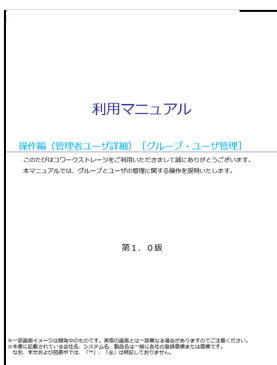 利用マニュアル
操作編（管理者ユーザ詳細）［グループ・ユーザ管理］
このたびはコワークストレージをご利用いただきまして誠にありがとうございます。
本マニュアルでは、グループとユーザの管理に関する操作を説明いたします。
第１．０版
※一部画面イメージは開発中のものです。実際の画面とは一部異なる場合がありますのでご注意ください。
※本書に記載されている会社名、システム名、製品名は一般に各社の登録商標または商標です。
なお、本文および図表中では、「™」、「®」は明記しておりません。